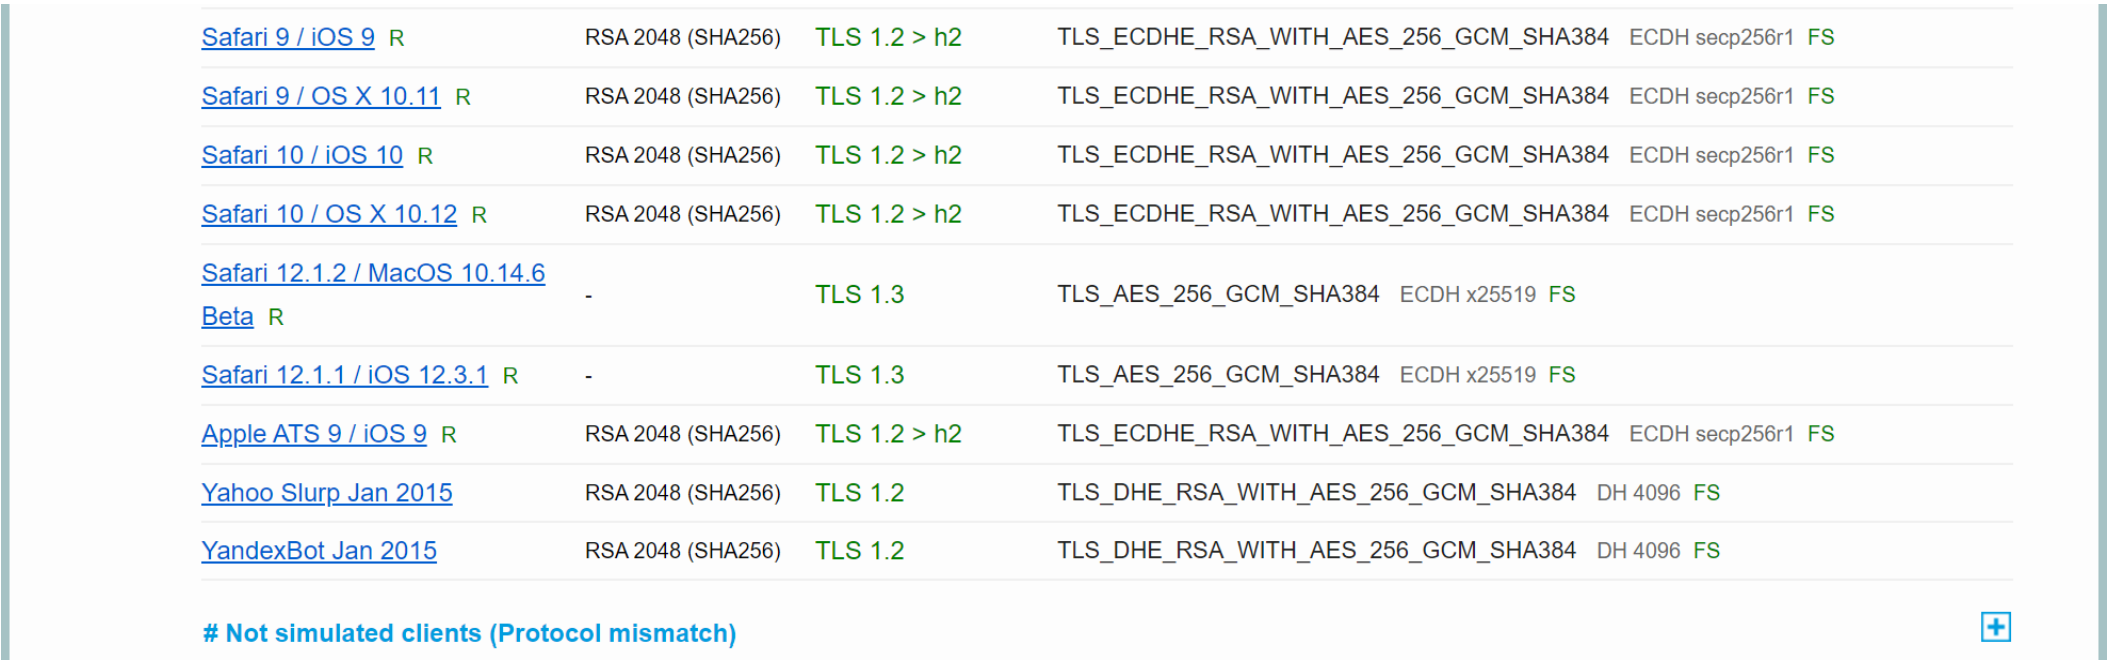 Safari 9 / iOS 9 R RSA 2048 (SHA256) TLS 1.2 > h2 TLS_ECDHE_RSA_WITH_AES_256_GCM_SHA384 ECDH secp256r1 FS
Safari 9 / OS X 10.11 R RSA 2048 (SHA256) TLS 1.2 > h2 TLS_ECDHE_RSA_WITH_AES_256_GCM_SHA384 ECDH secp256r1 FS
Safari 10 / iOS 10 R RSA 2048 (SHA256) TLS 1.2 > h2 TLS_ECDHE_RSA_WITH_AES_256_GCM_SHA384 ECDH secp256r1 FS
Safari 10 / OS X 10.12 R RSA 2048 (SHA256) TLS 1.2 > h2 TLS_ECDHE_RSA_WITH_AES_256_GCM_SHA384 ECDH secp256r1 FS
Safari 12.1.2 / MacOS 10.14.6
Beta R - TLS 1.3 TLS_AES_256_GCM_SHA384 ECDH x25519 FS
Safari 12.1.1 / iOS 12.3.1 R - TLS 1.3 TLS_AES_256_GCM_SHA384 ECDH x25519 FS
Apple ATS 9 / iOS 9 R RSA 2048 (SHA256) TLS 1.2 > h2 TLS_ECDHE_RSA_WITH_AES_256_GCM_SHA384 ECDH secp256r1 FS
Yahoo Slurp Jan 2015 RSA 2048 (SHA256) TLS 1.2 TLS_DHE_RSA_WITH_AES_256_GCM_SHA384 DH 4096 FS
YandexBot Jan 2015 RSA 2048 (SHA256) TLS 1.2 TLS_DHE_RSA_WITH_AES_256_GCM_SHA384 DH 4096 FS
# Not simulated clients (Protocol mismatch)